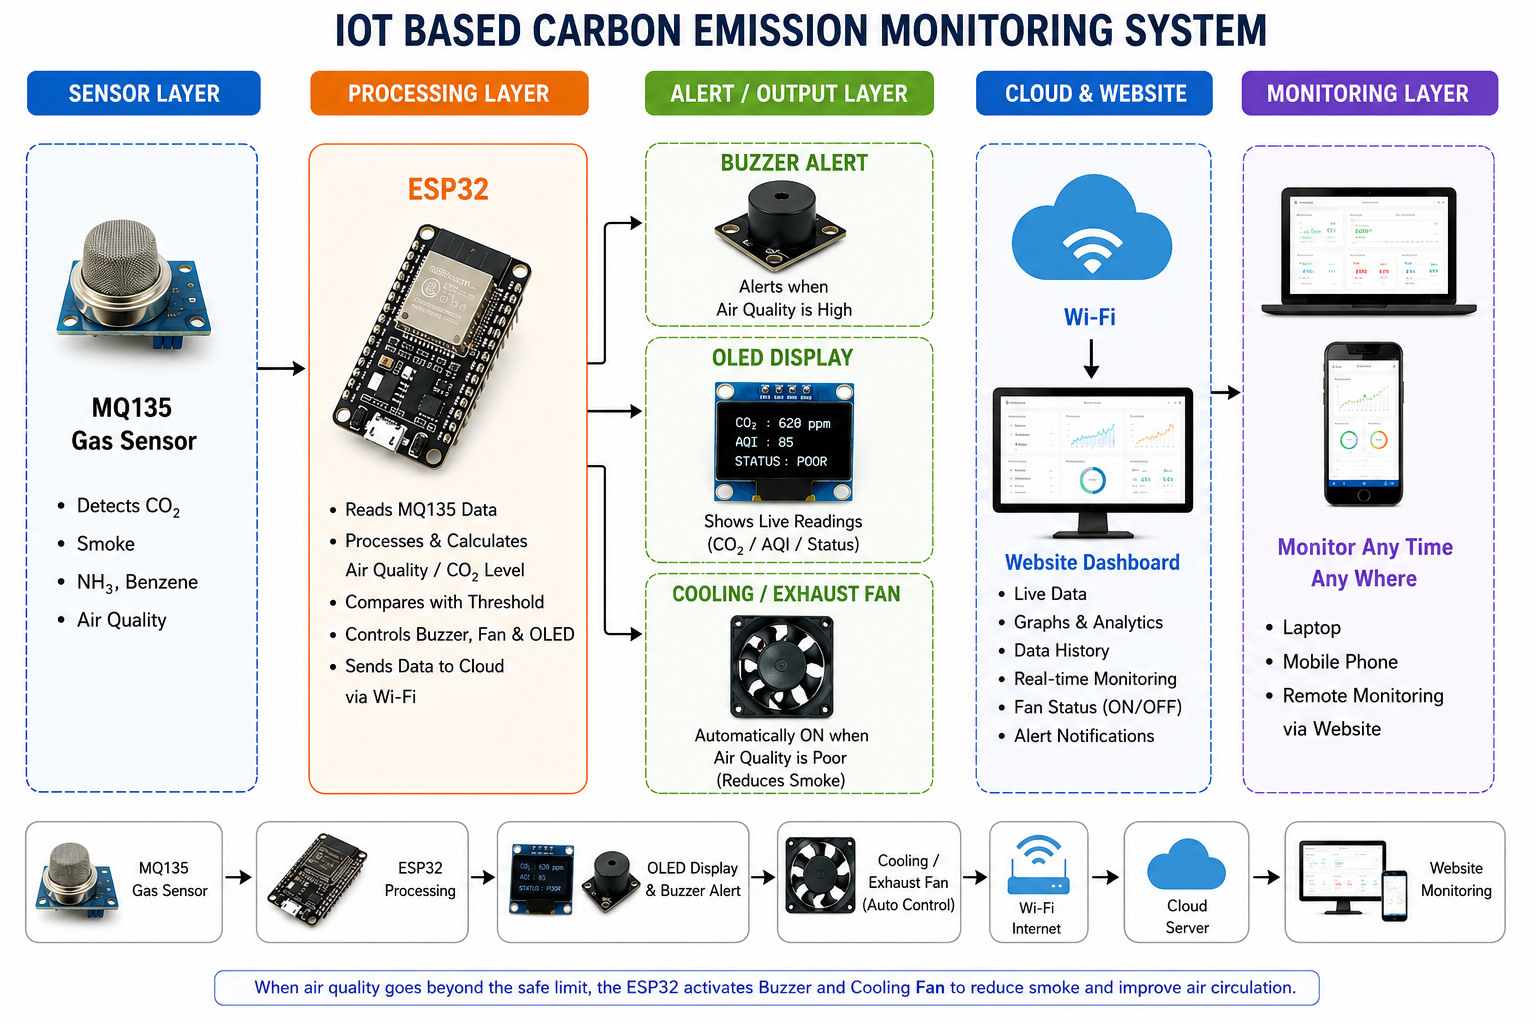 IOT BASED CARBON EMISSION MONITORING SYSTEM
SENSOR LAYER
PROCESSING LAYER
ALERT / OUTPUT LAYER
CLOUD & WEBSITE
MONITORING LAYER
MQ135
Gas Sensor
• Detects CO₂
• Smoke
• NH₃, Benzene
• Air Quality
ESP32
• Reads MQ135 Data
• Processes & Calculates
Air Quality / CO₂ Level
• Compares with Threshold
• Controls Buzzer, Fan & OLED
• Sends Data to Cloud
via Wi-Fi
BUZZER ALERT
Alerts when
Air Quality is High
OLED DISPLAY
CO₂ : 620 ppm
AQI : 85
STATUS : POOR
Shows Live Readings
(CO₂ / AQI / Status)
COOLING / EXHAUST FAN
Automatically ON when
Air Quality is Poor
(Reduces Smoke)
Wi-Fi
Website Dashboard
• Live Data
• Graphs & Analytics
• Data History
• Real-time Monitoring
• Fan Status (ON/OFF)
• Alert Notifications
Monitor Any Time
Any Where
• Laptop
• Mobile Phone
• Remote Monitoring
via Website
MQ135
Gas Sensor
ESP32
Processing
CO₂ : 620 ppm
STATUS : POOR
OLED Display
& Buzzer Alert
Cooling /
Exhaust Fan
(Auto Control)
Wi-Fi
Internet
Cloud
Server
Website
Monitoring
When air quality goes beyond the safe limit, the ESP32 activates Buzzer and Cooling Fan to reduce smoke and improve air circulation.